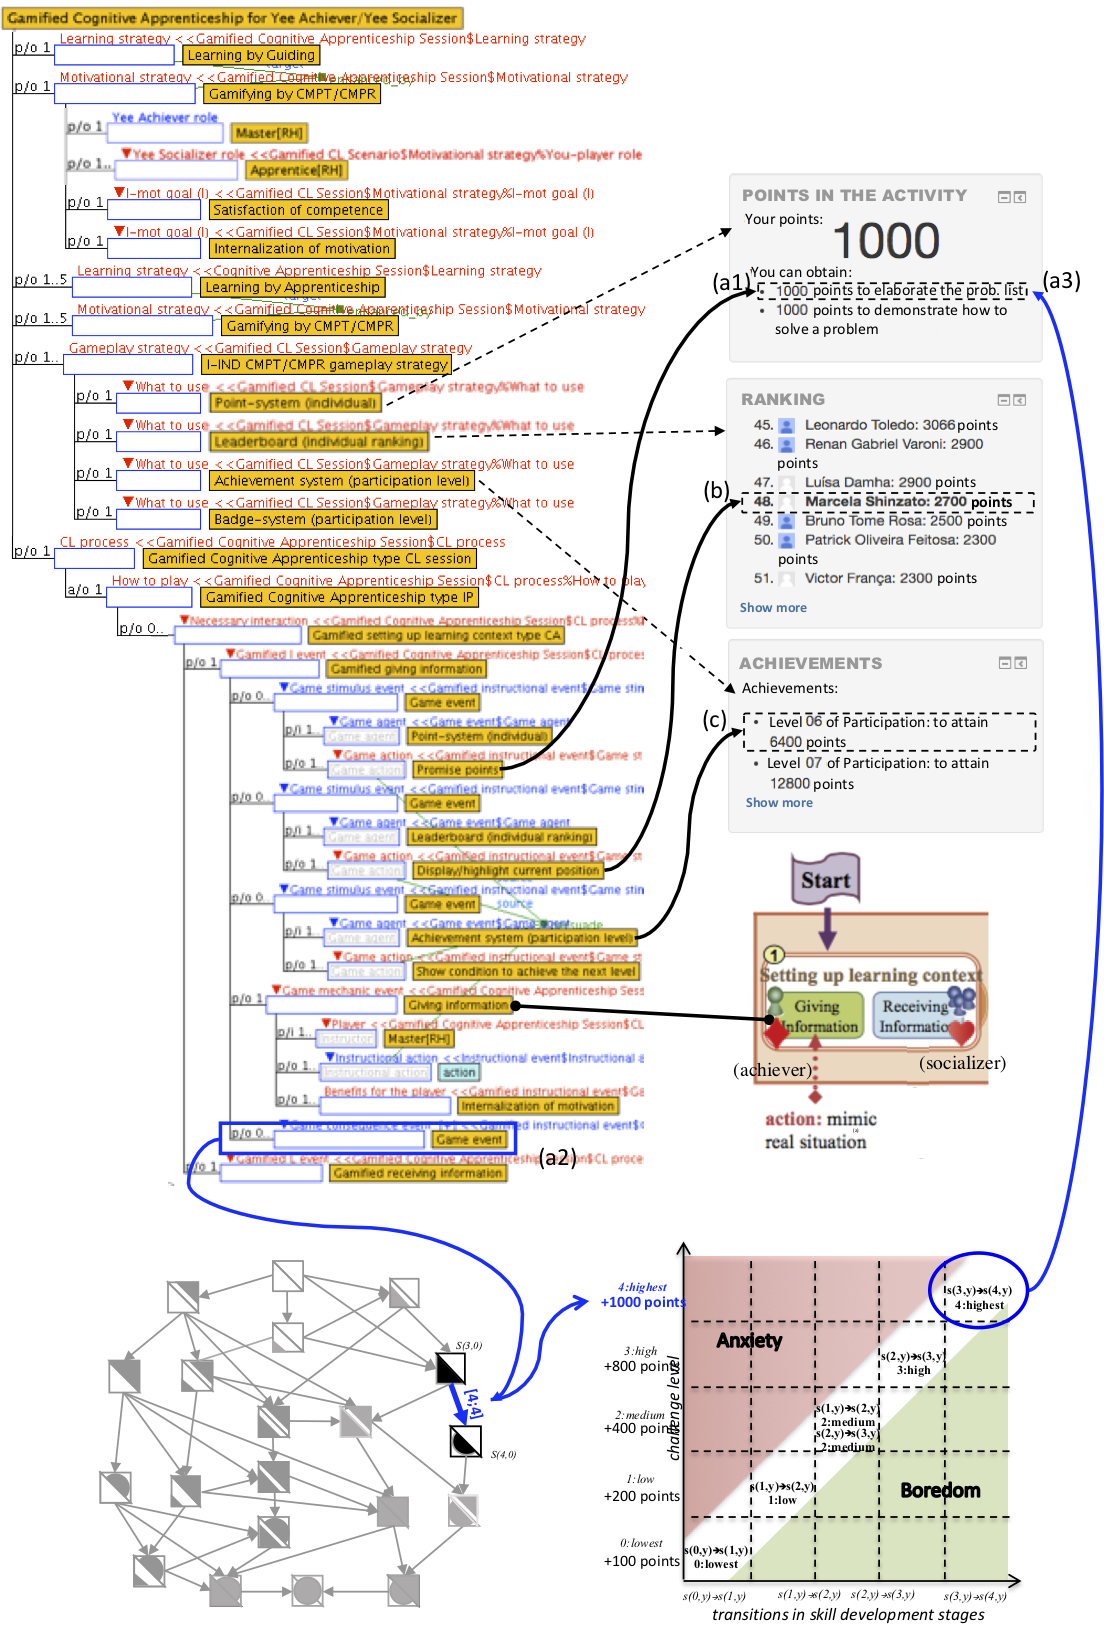 Gamified Cognitive Apprenticeship for Yee Achiever/Yee Socializer
Learning strategy <<Gamified Cognitive Apprenticeship Session$Learning strategy
p/o 1
Learning by Guiding
Motivational strategy <<Gamified Cognitive Apprenticeship Session$Motivational strategy
p/o 1
Gamifying by CMPT/CMPR
Yee Achiever role
p/o 1
Master[RH]
Yee Socializer role <<Gamified CL Scenario$Motivational strategy%You-player role
p/o 1..
Apprentice[RH]
I-mot goal (I) <<Gamified CL Session$Motivational strategy%I-mot goal (I)
p/o 1
Satisfaction of competence
I-mot goal (I) <<Gamified CL Session$Motivational strategy%I-mot goal (I)
p/o 1
Internalization of motivation
Learning strategy <<Cognitive Apprenticeship Session$Learning strategy
p/o 1..5
Learning by Apprenticeship
Motivational strategy <<Gamified Cognitive Apprenticeship Session$Motivational strategy
p/o 1..5
Gamifying by CMPT/CMPR
Gameplay strategy <<Gamified CL Session$Gameplay strategy
p/o 1..
I-IND CMPT/CMPR gameplay strategy
What to use <<Gamified CL Session$Gameplay strategy%What to use
p/o 1
Point-system (individual)
What to use <<Gamified CL Session$Gameplay strategy%What to use
p/o 1
Leaderboard (individual ranking)
What to use <<Gamified CL Session$Gameplay strategy%What to use
p/o 1
Achievement system (participation level)
What to use <<Gamified CL Session$Gameplay strategy%What to use
p/o 1
Badge-system (participation level)
CL process <<Gamified Cognitive Apprenticeship Session$CL process
p/o 1
Gamified Cognitive Apprenticeship type CL session
How to play <<Gamified Cognitive Apprenticeship Session$CL process%How to play
a/o 1
Gamified Cognitive Apprenticeship type IP
Necessary interaction <<Gamified Cognitive Apprenticeship Session$CL process%
p/o 0..
Gamified setting up learning context type CA
Gamified I event <<Gamified Cognitive Apprenticeship Session$CL proces
p/o 1
Gamified giving information
Game stimulus event <<Gamified instructional event$Game stin
p/o 0..
Game event
Game agent <<Game event$Game agent
p/i 1..
Game agent
Point-system (individual)
Game action <<Gamified instructional event$Game st
p/o 1..
Game action
Promise points
Game stimulus event <<Gamified instructional event$Game stin
p/o 0..
Game event
Game agent <<Game event$Game agent
p/i 1..
Game agent
Leaderboard (individual ranking)
Game action <<Gamified instructional event$Game st
p/o 1..
Game action
Display/highlight current position
Game stimulus event <<Gamified instructional event$Game stin
p/o 0..
Game event
source
Game agent <<Game event$Game agent
p/i 1..
Game agent
Achievement system (participation level)
Game action <<Gamified instructional event$Game st
p/o 1..
Game action
Show condition to achieve the next level
Game mechanic event <<Gamified Cognitive Apprenticeship Sess
p/o 1
Giving information
Player <<Gamified Cognitive Apprenticeship Session$CL
p/i 1..
Instructor
Master[RH]
Instructional action <<Instructional event$Instructional a
p/o 1..
Instructional action
action
Benefits for the player <<Gamified instructional event$Ga
p/o 1..
Internalization of motivation
p/o 0..
Game event
(a2)
Gamified L event <<Gamified Cognitive Apprenticeship Session$CL proce
p/o 1
Gamified receiving information
POINTS IN THE ACTIVITY
Your points:
1000
You can obtain:
(a1)
• 1000 points to elaborate the prob. list
(a3)
• 1000 points to demonstrate how to
solve a problem
RANKING
45. Leonardo Toledo: 3066 points
46. Renan Gabriel Varoni: 2900
points
47. Luísa Damha: 2900 points
(b)
48. Marcela Shinzato: 2700 points
49. Bruno Tome Rosa: 2500 points
50. Patrick Oliveira Feitosa: 2300
points
51. Victor França: 2300 points
Show more
ACHIEVEMENTS
Achievements:
(c)
• Level 06 of Participation: to attain
6400 points
• Level 07 of Participation: to attain
12800 points
Show more
Start
1
Setting up learning context
Giving
Information
Receiving
Information
(achiever)
(socializer)
action: mimic
real situation
S(3,0)
[4;4]
S(4,0)
4:highest
+1000 points
3:high
+800 points
2:medium
+400 points
1:low
+200 points
0:lowest
+100 points
challenge level
Anxiety
Boredom
s(3,y)→s(4,y)
4:highest
s(2,y)→s(3,y)
3:high
s(1,y)→s(2,y)
2:medium
s(2,y)→s(3,y)
2:medium
s(1,y)→s(2,y)
1:low
s(0,y)→s(1,y)
0:lowest
s(0,y)→s(1,y)
s(1,y)→s(2,y)
s(2,y)→s(3,y)
s(3,y)→s(4,y)
transitions in skill development stages